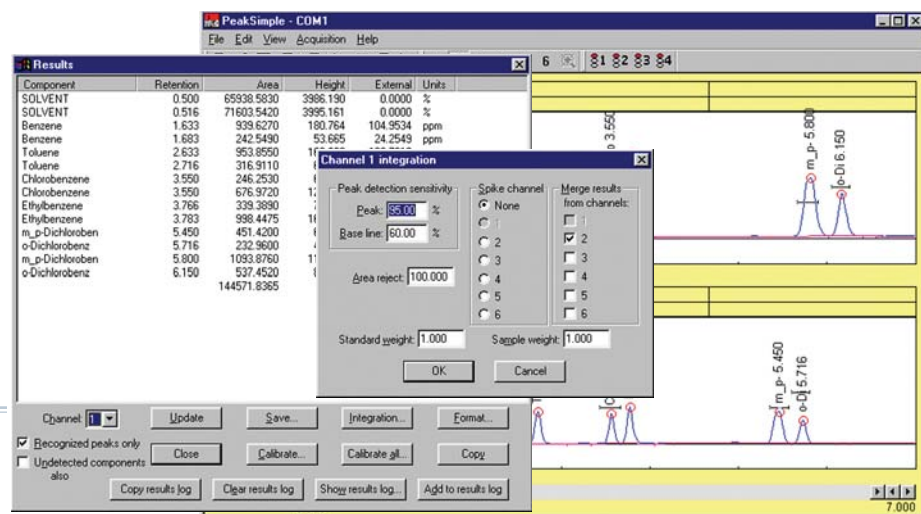 PeakSimple - COM1
File Edit View Acquisition Help
6 81 82 83 84
Results
Component Retention Area Height External Units
SOLVENT 0.500 65938.5830 3986.190 0.0000 %
SOLVENT 0.516 71603.5420 3995.161 0.0000 %
Benzene 1.633 939.6270 180.764 104.9534 ppm
Benzene 1.683 242.5490 53.665 24.2549 ppm
Toluene 2.633 953.8550
Toluene 2.716 316.9110
Chlorobenzene 3.550 246.2530
Chlorobenzene 3.550 676.9720
Ethylbenzene 3.766 339.3890
Ethylbenzene 3.783 998.4475
m_p-Dichloroben 5.450 451.4200
o-Dichlorobenz 5.716 232.9600
m_p-Dichloroben 5.800 1093.8760
o-Dichlorobenz 6.150 537.4520
144571.8365
Channel: 1
Update
Save...
Integration...
Format...
Recognized peaks only
Undetected components
also
Close
Calibrate...
Calibrate all...
Copy
Copy results log
Clear results log
Show results log...
Add to results log
Channel 1 integration
Peak detection sensitivity
Peak: 95.00 %
Base line: 60.00 %
Area reject: 100.000
Spike channel
None
1
2
3
4
5
6
Merge results
from channels:
1
2
3
4
5
6
Standard weight: 1.000
Sample weight: 1.000
OK
Cancel
3.550
m_p- 5.800
o-Di 6.150
m_p- 5.450
o-Di 5.716
7.000